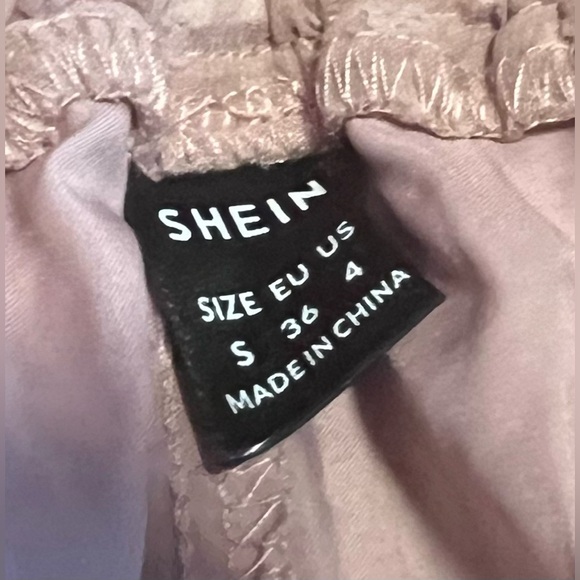 SHEIN
SIZE EU US
S 36 4
MADE IN CHINA